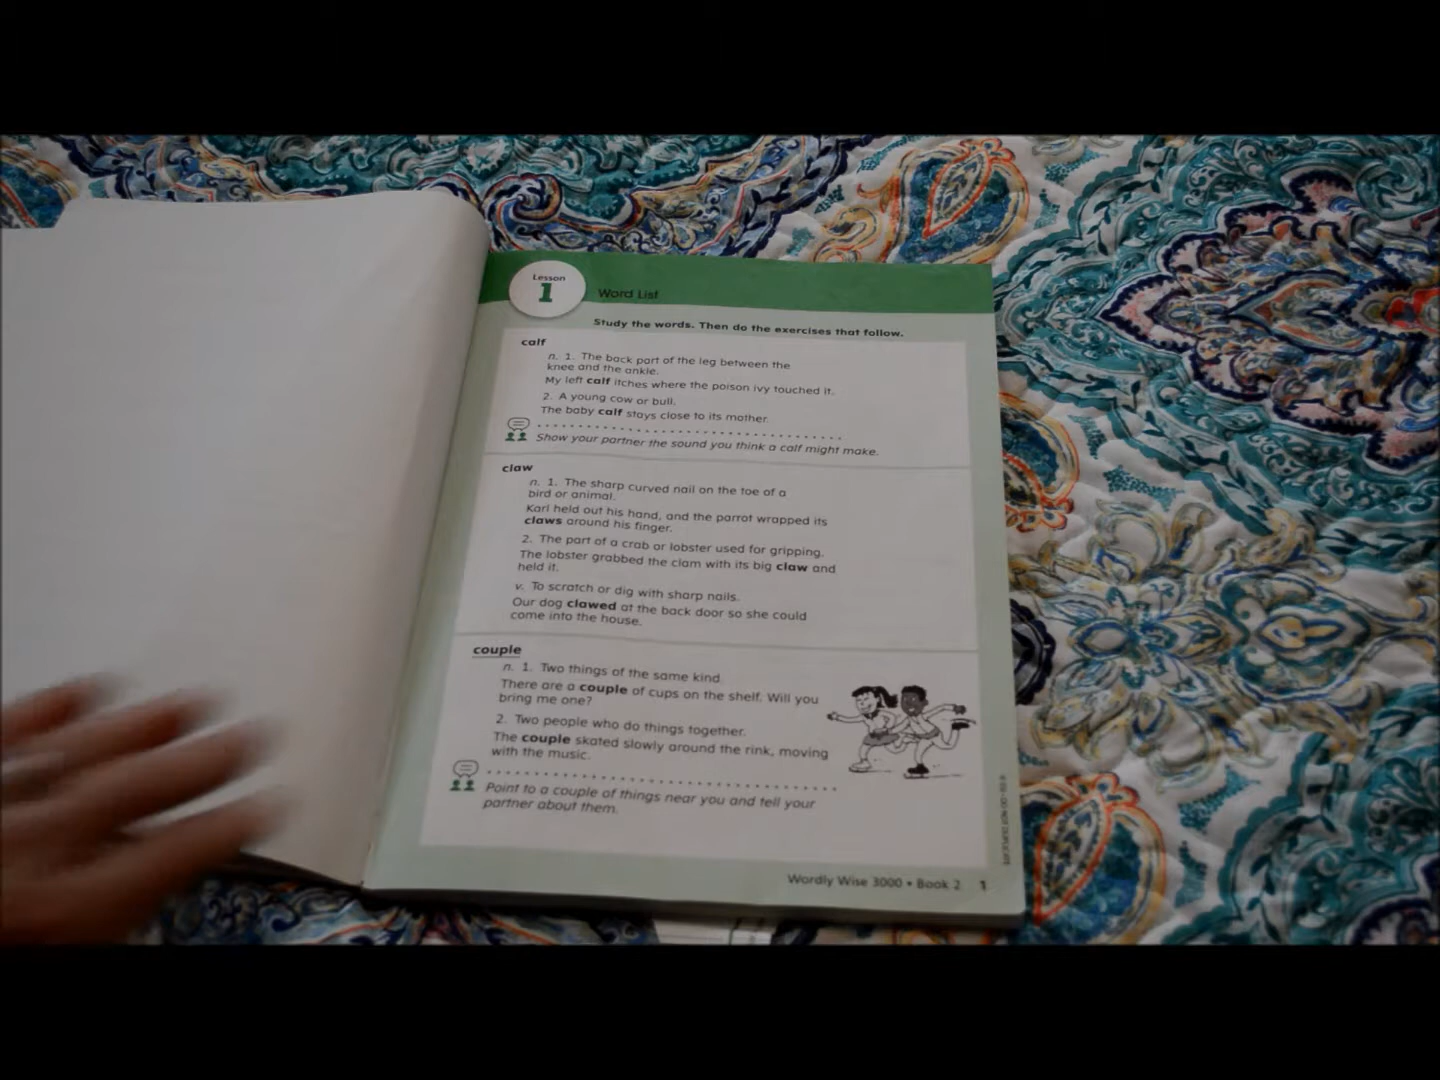 Lesson
1
Word List
Study the words. Then do the exercises that follow.
calf
n. 1. The back part of the leg between the
knee and the ankle.
My left calf itches where the poison ivy touched it.
2. A young cow or bull.
The baby calf stays close to its mother.
Show your partner the sound you think a calf might make.
claw
n. 1. The sharp curved nail on the toe of a
bird or animal.
Karl held out his hand, and the parrot wrapped its
claws around his finger.
2. The part of a crab or lobster used for gripping.
The lobster grabbed the clam with its big claw and
held it.
v. To scratch or dig with sharp nails.
Our dog clawed at the back door so she could
come into the house.
couple
n. 1. Two things of the same kind.
There are a couple of cups on the shelf. Will you
bring me one?
2. Two people who do things together.
The couple skated slowly around the rink, moving
with the music.
Point to a couple of things near you and tell your
partner about them.
Wordly Wise 3000 • Book 2 1